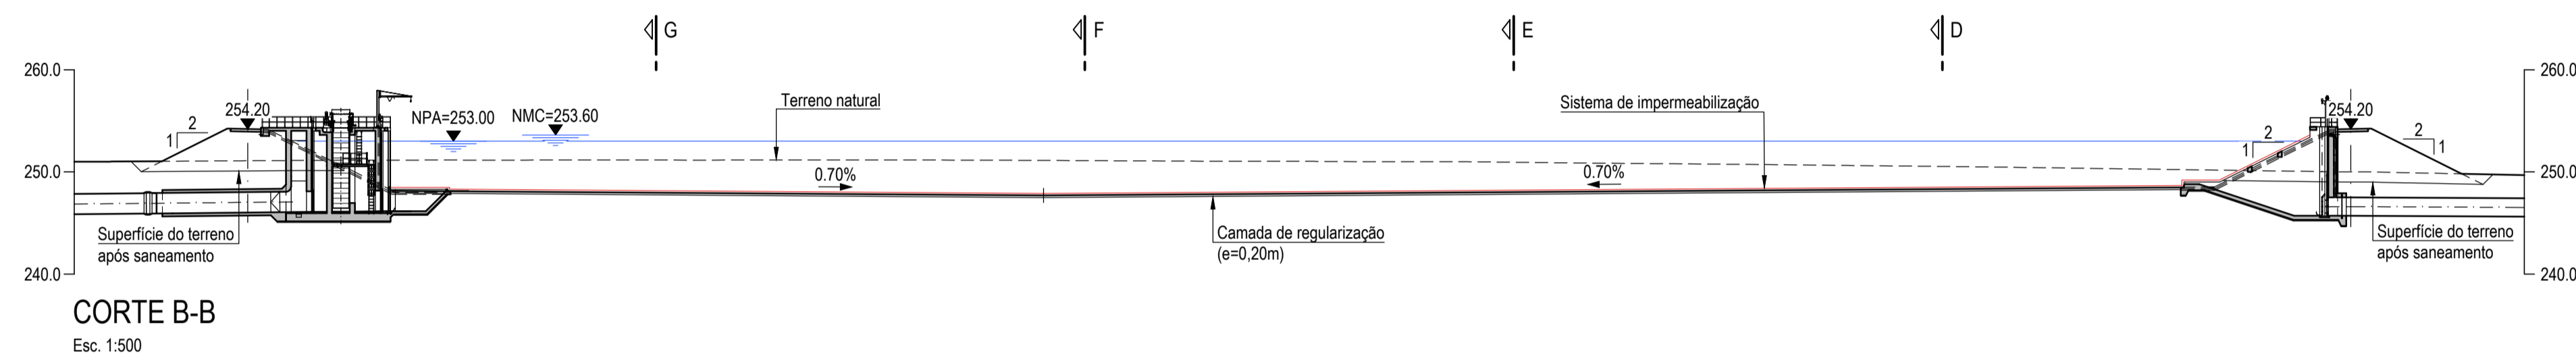 G
F
E
D
260.0
260.0
254.20
NPA=253.00
NMC=253.60
Terreno natural
Sistema de impermeabilização
254.20
2
1
2
1
2
1
250.0
250.0
0.70%
0.70%
Superfície do terreno
após saneamento
Camada de regularização
(e=0,20m)
Superfície do terreno
após saneamento
240.0
240.0
CORTE B-B
Esc. 1:500